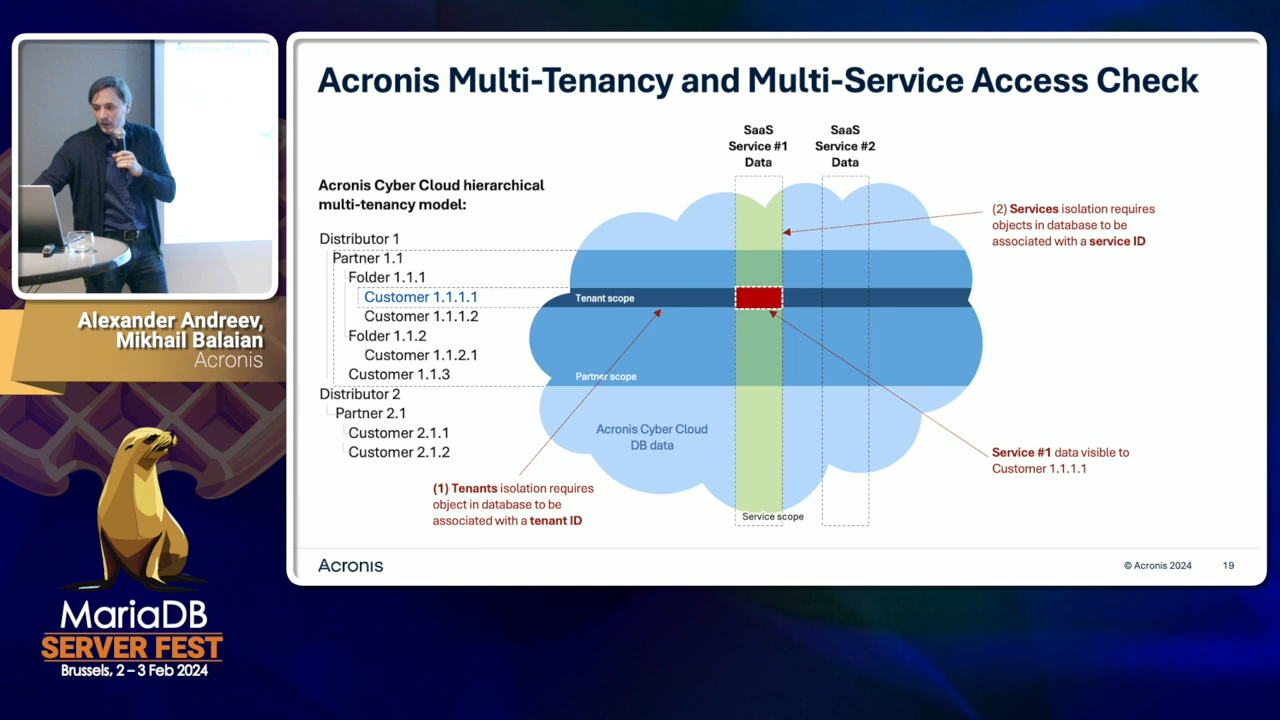 Acronis Multi-Tenancy and Multi-Service Access Check
SaaS
Service #1
Data
SaaS
Service #2
Data
Acronis Cyber Cloud hierarchical
multi-tenancy model:
Distributor 1
Partner 1.1
Folder 1.1.1
Customer 1.1.1.1
Customer 1.1.1.2
Folder 1.1.2
Customer 1.1.2.1
Customer 1.1.3
Distributor 2
Partner 2.1
Customer 2.1.1
Customer 2.1.2
Tenant scope
Partner scope
Acronis Cyber Cloud
DB data
Service scope
(2) Services isolation requires
objects in database to be
associated with a service ID
Service #1 data visible to
Customer 1.1.1.1
(1) Tenants isolation requires
object in database to be
associated with a tenant ID
Acronis
© Acronis 2024
19
Alexander Andreev,
Mikhail Balaian
Acronis
MariaDB
SERVER FEST
Brussels, 2 – 3 Feb 2024